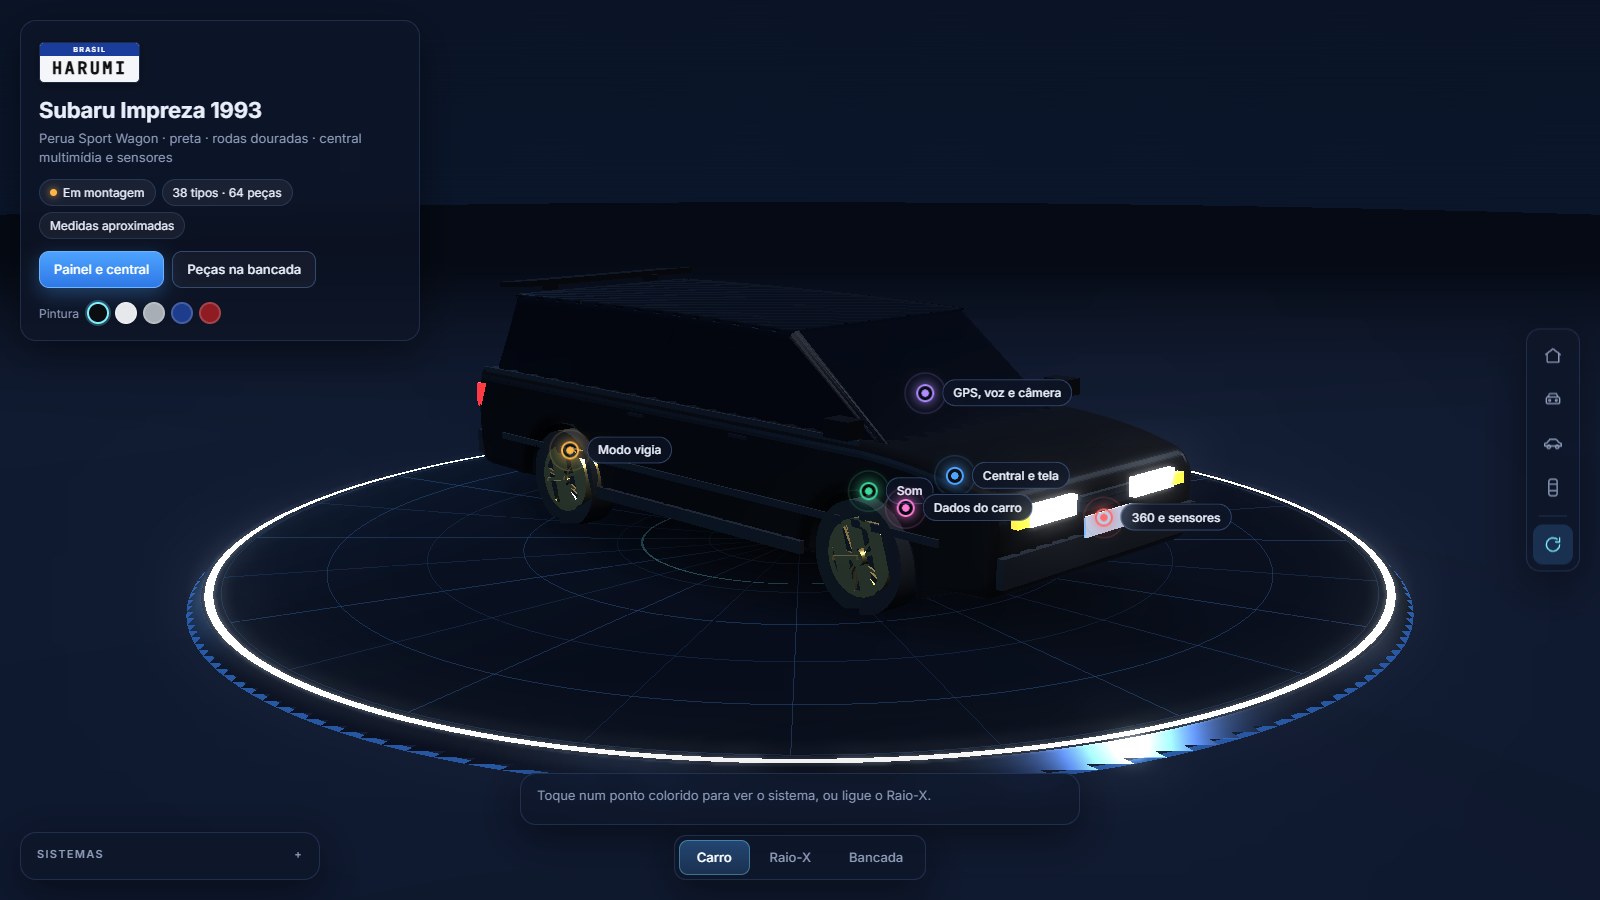 BRASIL
HARUMI
Subaru Impreza 1993
Perua Sport Wagon · preta · rodas douradas · central
multimídia e sensores
Em montagem
38 tipos · 64 peças
Medidas aproximadas
Painel e central
Peças na bancada
Pintura
GPS, voz e câmera
Modo vigia
Central e tela
Som
Dados do carro
360 e sensores
Toque num ponto colorido para ver o sistema, ou ligue o Raio-X.
SISTEMAS +
Carro
Raio-X
Bancada